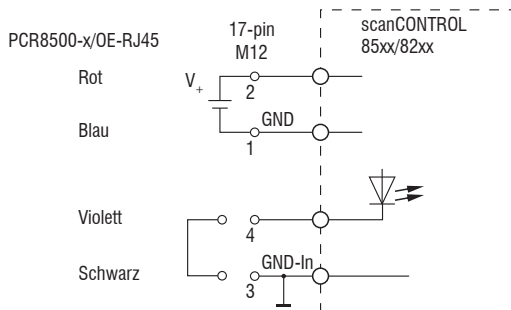 PCR8500-x/OE-RJ45
17-pin
M12
scanCONTROL
85xx/82xx
Rot
V+
2
Blau
GND
1
Violett
4
Schwarz
GND-In
3